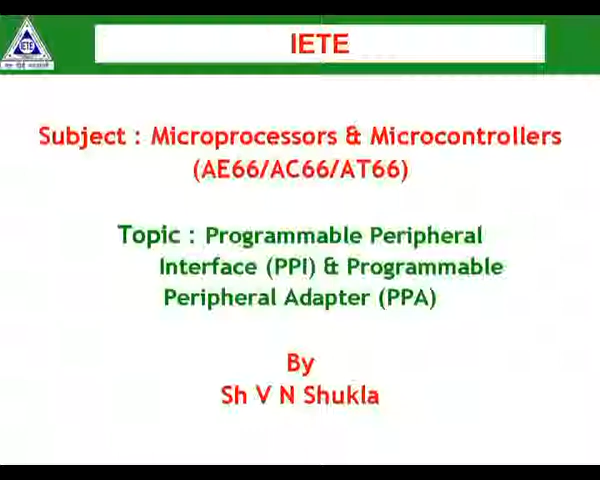 IETE
IETE
Subject : Microprocessors & Microcontrollers
(AE66/AC66/AT66)
Topic : Programmable Peripheral
Interface (PPI) & Programmable
Peripheral Adapter (PPA)
By
Sh V N Shukla